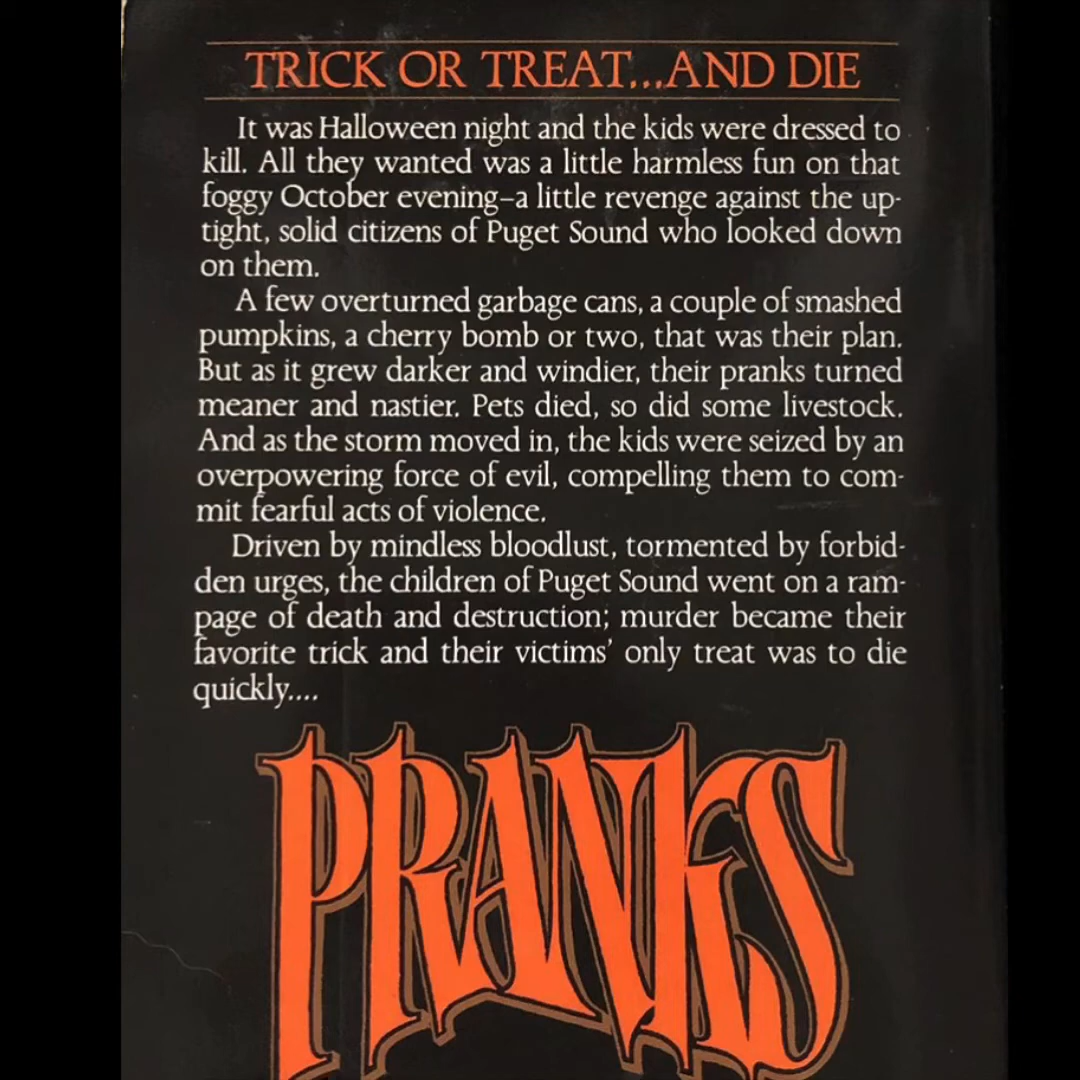 TRICK OR TREAT...AND DIE
It was Halloween night and the kids were dressed to
kill. All they wanted was a little harmless fun on that
foggy October evening–a little revenge against the up-
tight, solid citizens of Puget Sound who looked down
on them.
A few overturned garbage cans, a couple of smashed
pumpkins, a cherry bomb or two, that was their plan.
But as it grew darker and windier, their pranks turned
meaner and nastier. Pets died, so did some livestock.
And as the storm moved in, the kids were seized by an
overpowering force of evil, compelling them to com-
mit fearful acts of violence.
Driven by mindless bloodlust, tormented by forbid-
den urges, the children of Puget Sound went on a ram-
page of death and destruction; murder became their
favorite trick and their victims' only treat was to die
quickly....
PRANKS